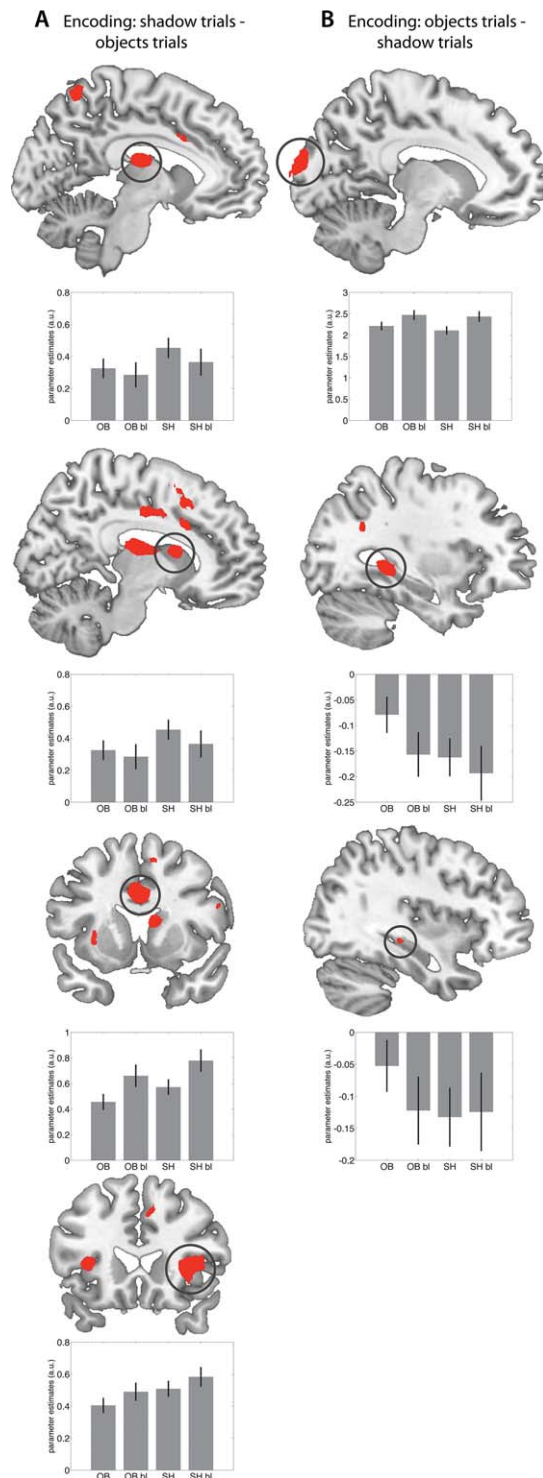 A Encoding: shadow trials -
objects trials
B Encoding: objects trials -
shadow trials
parameter estimates (a.u.)
0.8
0.6
0.4
0.2
0
OB OB bl SH SH bl
parameter estimates (a.u.)
3
2.5
2
1.5
1
0.5
0
OB OB bl SH SH bl
parameter estimates (a.u.)
0.8
0.6
0.4
0.2
0
OB OB bl SH SH bl
parameter estimates (a.u.)
0
-0.05
-0.1
-0.15
-0.2
-0.25
OB OB bl SH SH bl
parameter estimates (a.u.)
1
0.8
0.6
0.4
0.2
0
OB OB bl SH SH bl
parameter estimates (a.u.)
0
-0.05
-0.1
-0.15
-0.2
OB OB bl SH SH bl
parameter estimates (a.u.)
0.8
0.6
0.4
0.2
0
OB OB bl SH SH bl